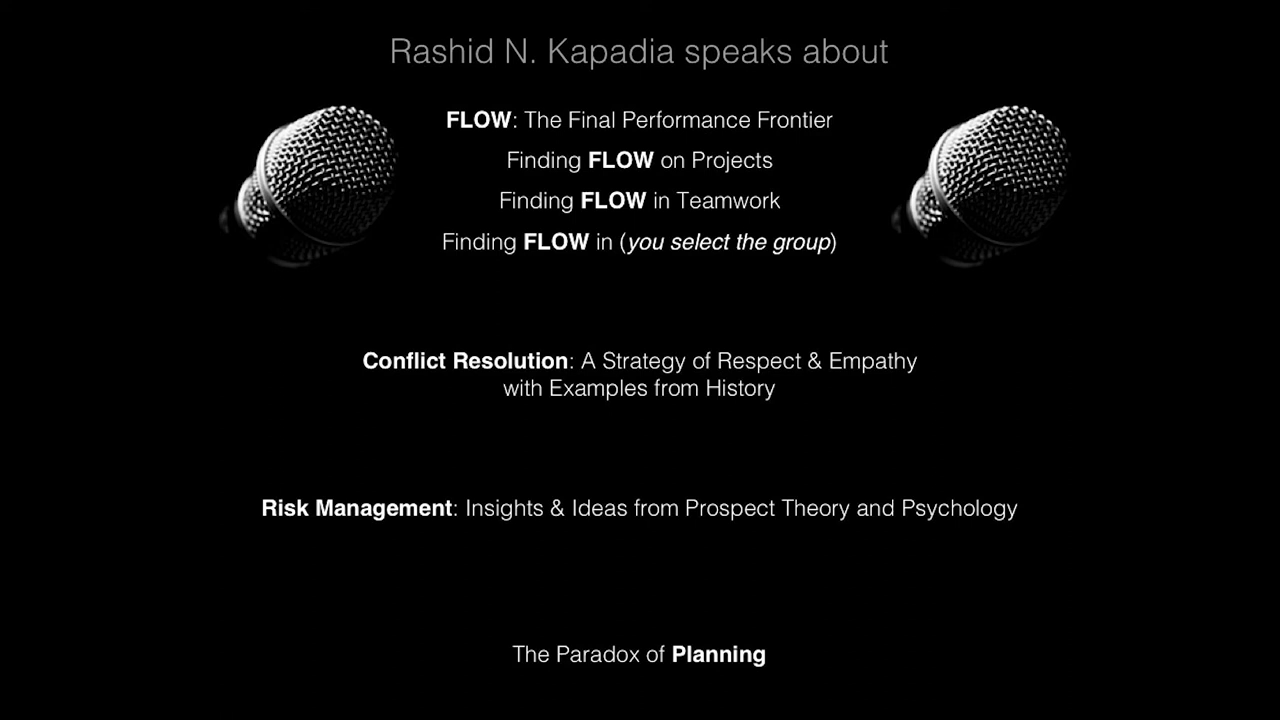 Rashid N. Kapadia speaks about
FLOW: The Final Performance Frontier
Finding FLOW on Projects
Finding FLOW in Teamwork
Finding FLOW in (you select the group)
Conflict Resolution: A Strategy of Respect & Empathy
with Examples from History
Risk Management: Insights & Ideas from Prospect Theory and Psychology
The Paradox of Planning